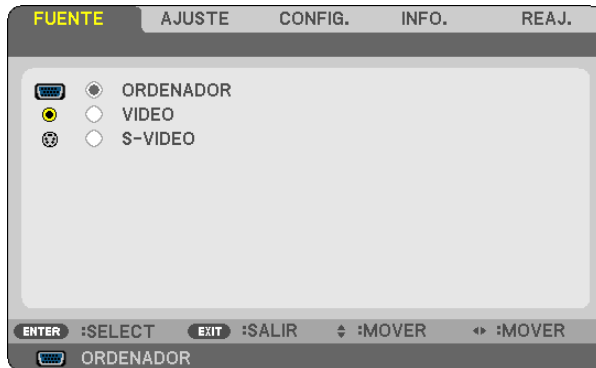 FUENTE AJUSTE CONFIG. INFO. REAJ.
ORDENADOR
VIDEO
S-VIDEO
ENTER :SELECT EXIT :SALIR :MOVER :MOVER
ORDENADOR